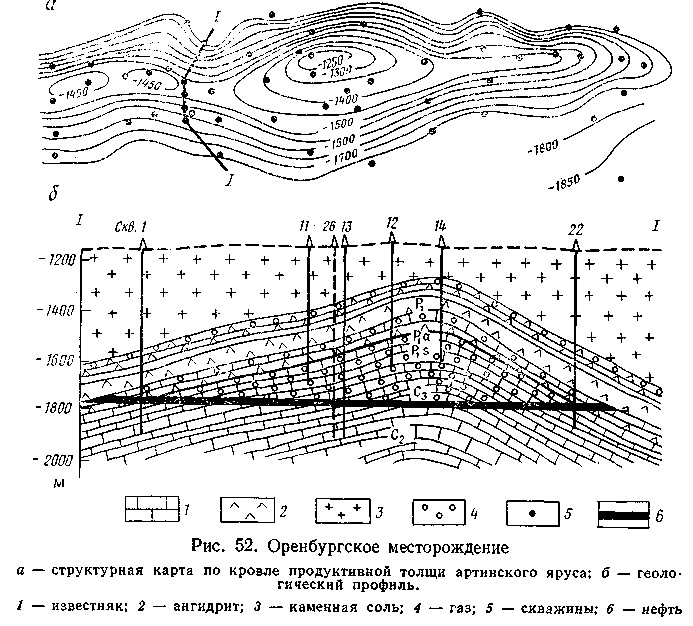 а
I
-1250
-1300
-1450
-1450
-1400
-1500
-1600
-1700
-1800
-1850
I
б
I
Скв. 1
11
26
13
12
14
22
I
-1200
-1400
-1600
-1800
-2000
м
P₁
P₁a
P₁s
C₃
C₂
1
2
3
4
5
6
Рис. 52. Оренбургское месторождение
а — структурная карта по кровле продуктивной толщи артинского яруса; б — геоло-
гический профиль.
1 — известняк; 2 — ангидрит; 3 — каменная соль; 4 — газ; 5 — скважины; 6 — нефть